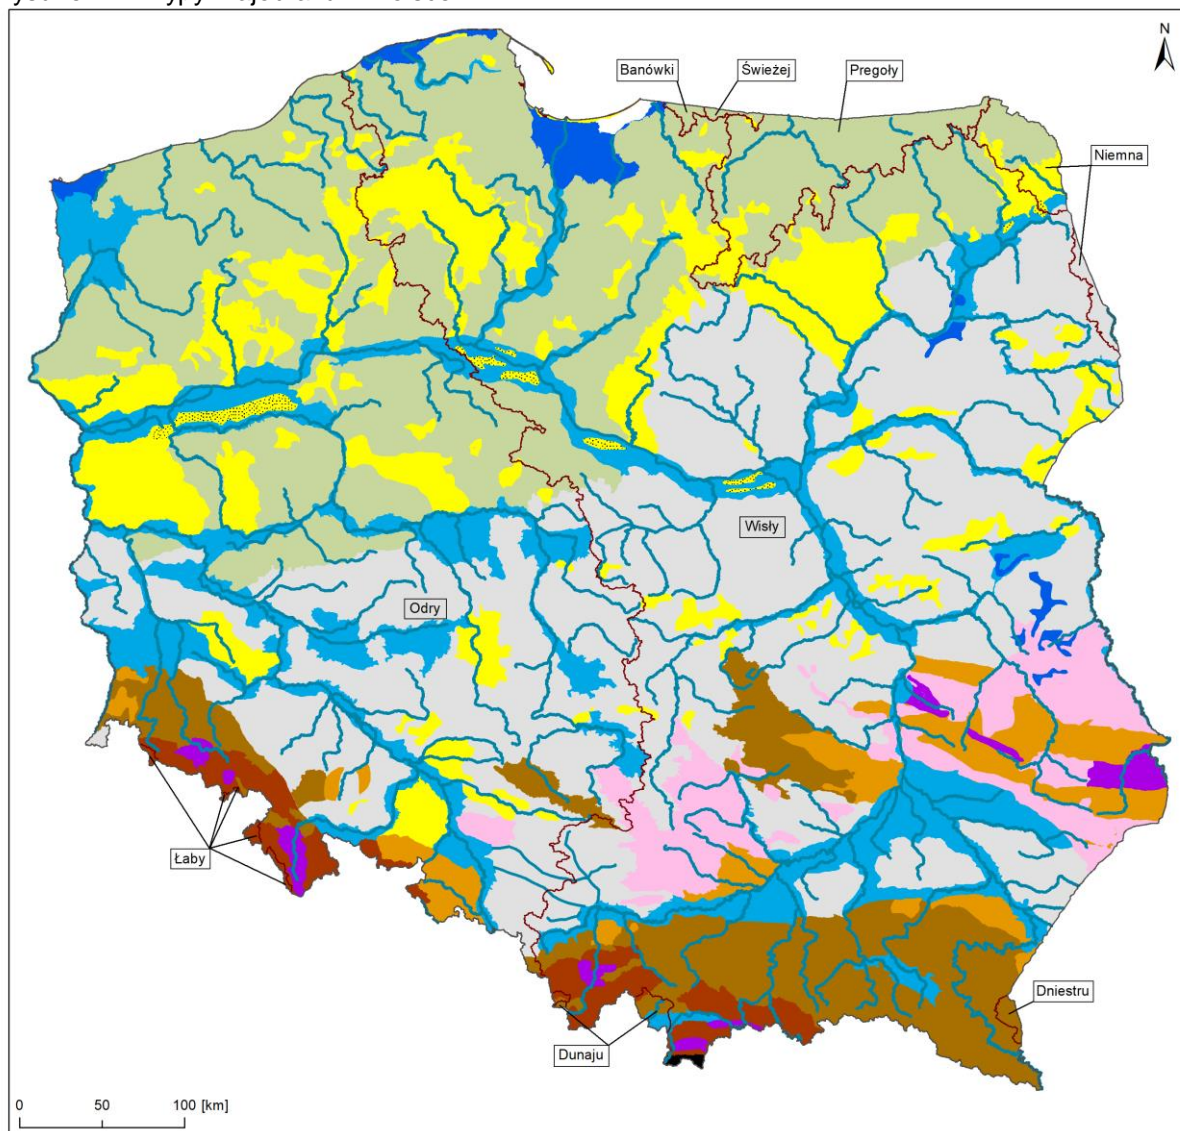 N
Banówki
Świeżej
Pregoły
Niemna
Wisły
Odry
Łaby
Dniestru
Dunaju
0 50 100 [km]